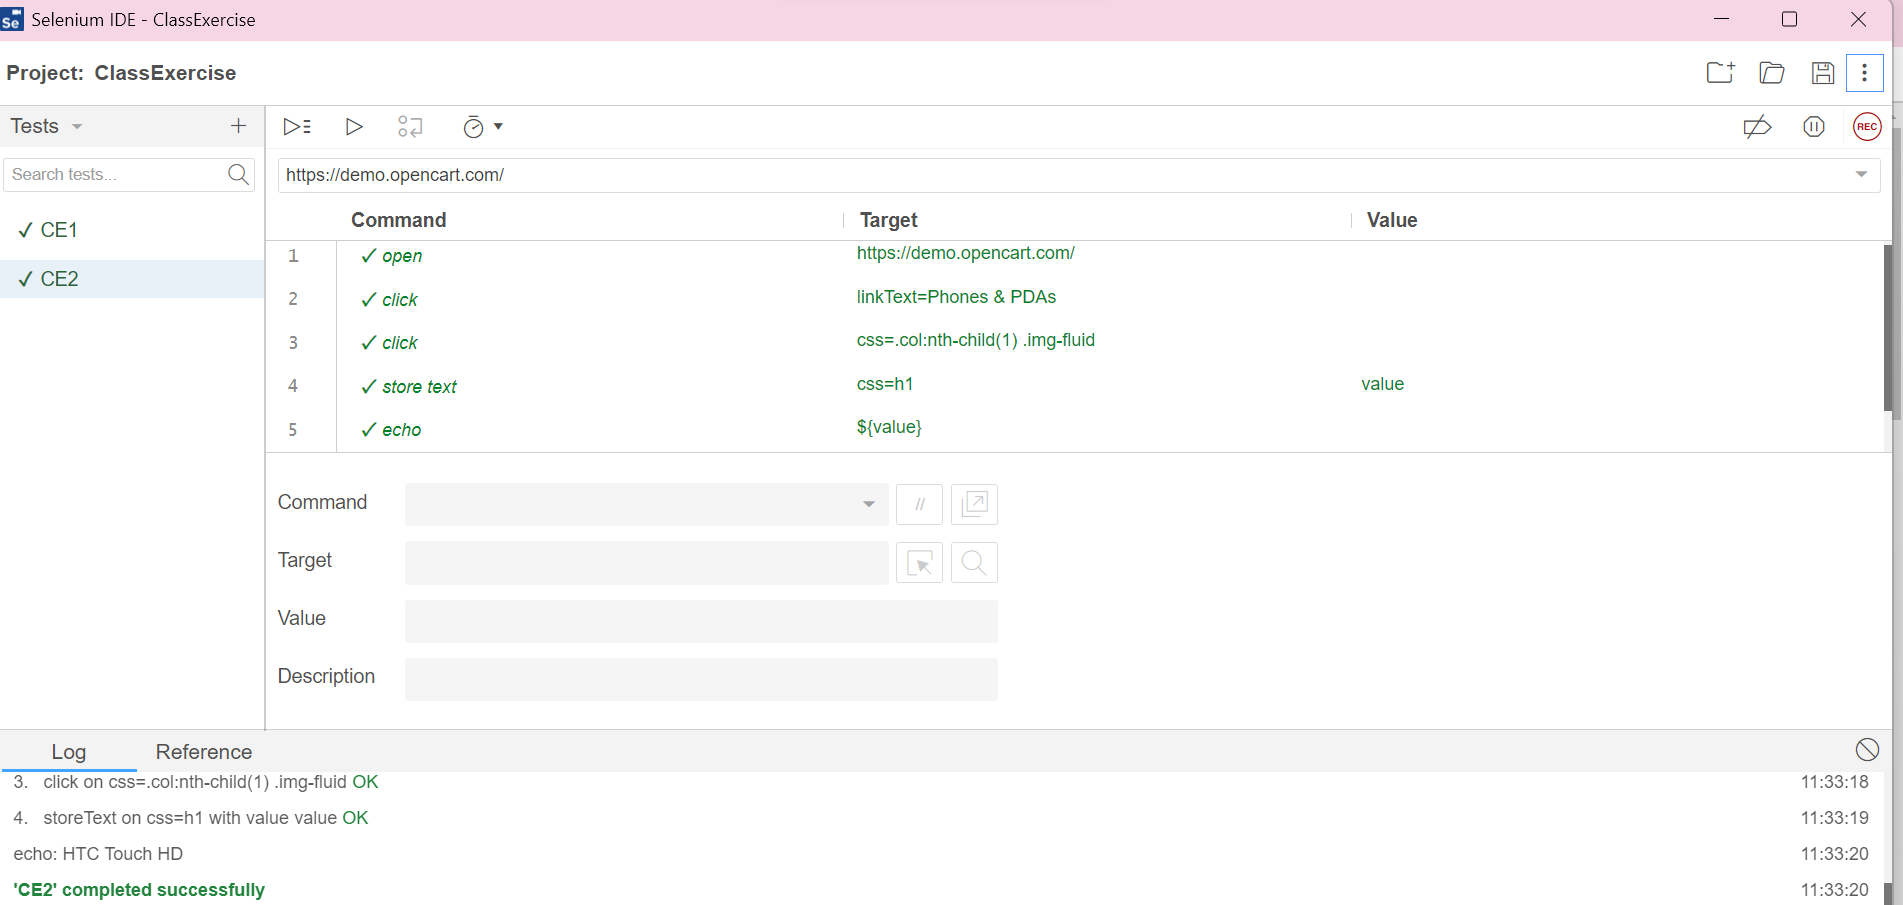 Se Selenium IDE - ClassExercise
Project: ClassExercise
Tests
REC
Search tests...
https://demo.opencart.com/
CE1
CE2
Command Target Value
1 open https://demo.opencart.com/
2 click linkText=Phones & PDAs
3 click css=.col:nth-child(1) .img-fluid
4 store text css=h1 value
5 echo ${value}
Command //
Target
Value
Description
Log Reference
3. click on css=.col:nth-child(1) .img-fluid OK 11:33:18
4. storeText on css=h1 with value value OK 11:33:19
echo: HTC Touch HD 11:33:20
'CE2' completed successfully 11:33:20